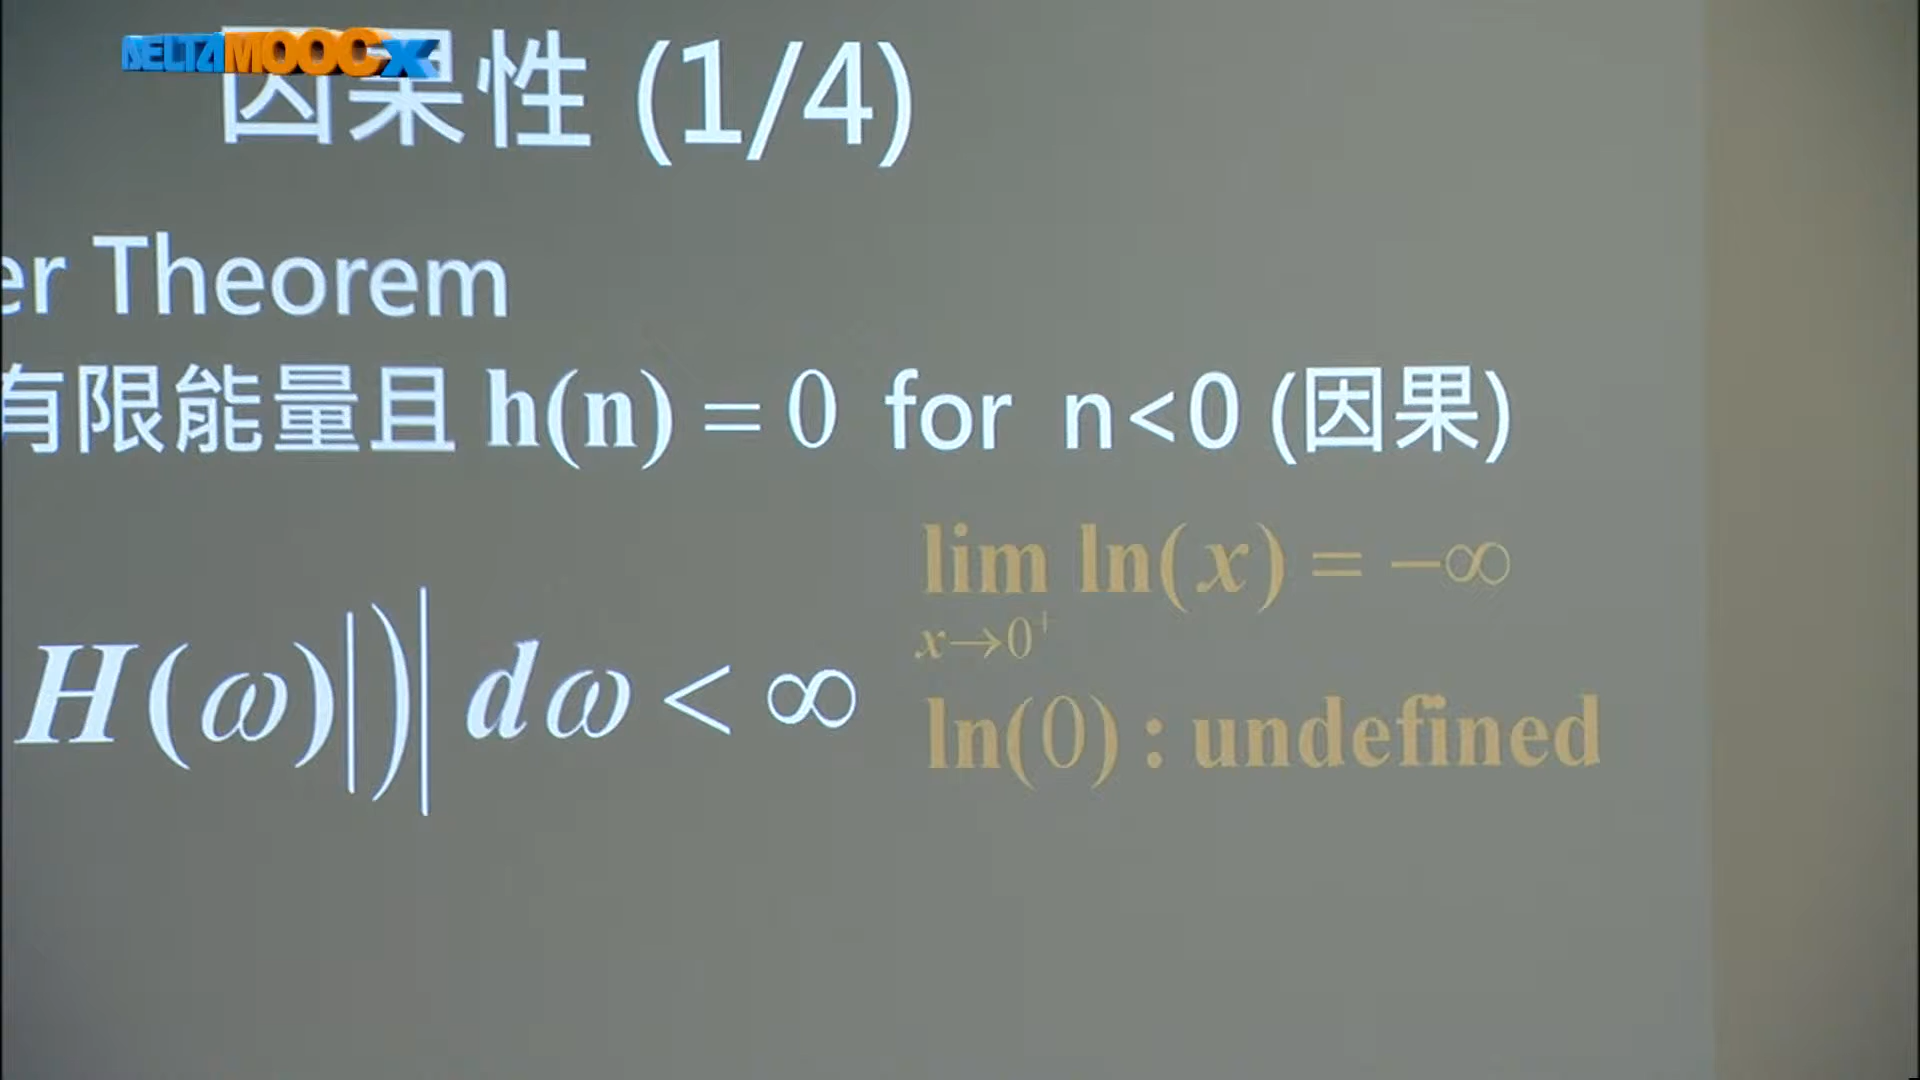 DELTAMOOCx
因果性 (1/4)
er Theorem
有限能量且 h(n) = 0 for n<0 (因果)
lim ln(x) = −∞
x→0⁺
H(ω)|)| dω < ∞
ln(0) : undefined